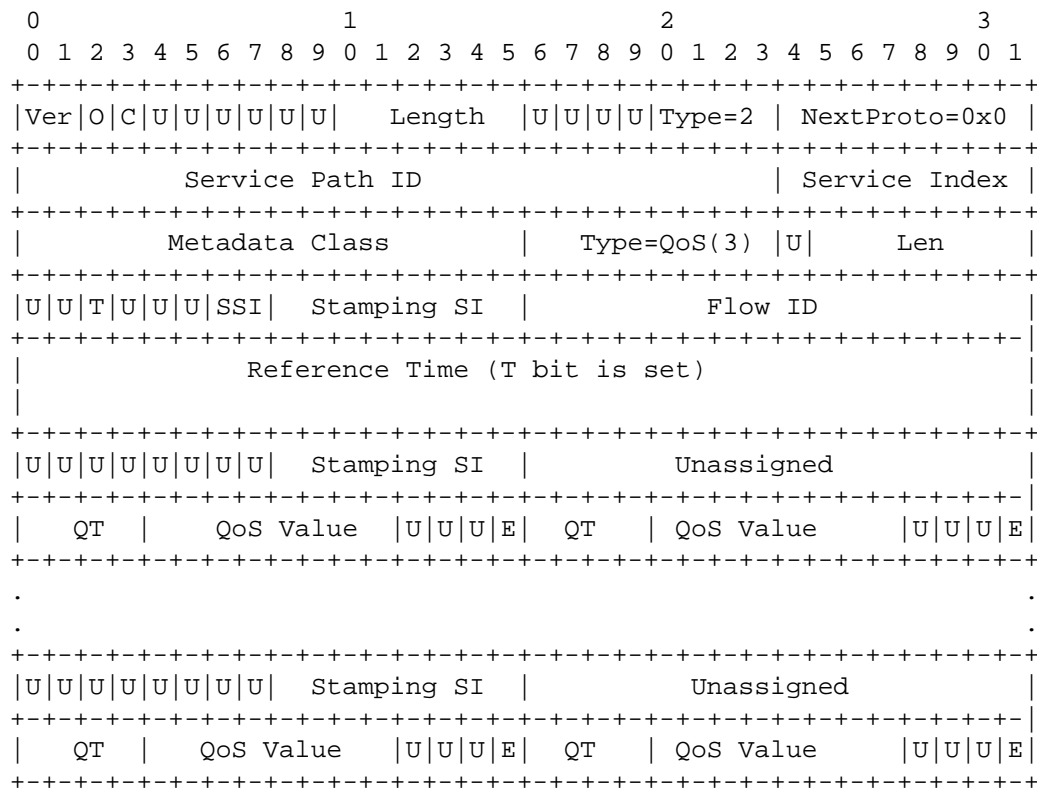 0                   1                   2                   3
 0 1 2 3 4 5 6 7 8 9 0 1 2 3 4 5 6 7 8 9 0 1 2 3 4 5 6 7 8 9 0 1
+-+-+-+-+-+-+-+-+-+-+-+-+-+-+-+-+-+-+-+-+-+-+-+-+-+-+-+-+-+-+-+-+
|Ver|O|C|U|U|U|U|U|U|   Length  |U|U|U|U|Type=2 | NextProto=0x0 |
+-+-+-+-+-+-+-+-+-+-+-+-+-+-+-+-+-+-+-+-+-+-+-+-+-+-+-+-+-+-+-+-+
|          Service Path ID                      | Service Index |
+-+-+-+-+-+-+-+-+-+-+-+-+-+-+-+-+-+-+-+-+-+-+-+-+-+-+-+-+-+-+-+-+
|         Metadata Class        |   Type=QoS(3) |U|     Len     |
+-+-+-+-+-+-+-+-+-+-+-+-+-+-+-+-+-+-+-+-+-+-+-+-+-+-+-+-+-+-+-+-+
|U|U|T|U|U|U|SSI|  Stamping SI  |           Flow ID             |
+-+-+-+-+-+-+-+-+-+-+-+-+-+-+-+-+-+-+-+-+-+-+-+-+-+-+-+-+-+-+-+-|
|              Reference Time (T bit is set)                    |
|                                                               |
+-+-+-+-+-+-+-+-+-+-+-+-+-+-+-+-+-+-+-+-+-+-+-+-+-+-+-+-+-+-+-+-+
|U|U|U|U|U|U|U|U|  Stamping SI  |         Unassigned            |
+-+-+-+-+-+-+-+-+-+-+-+-+-+-+-+-+-+-+-+-+-+-+-+-+-+-+-+-+-+-+-+-|
|   QT  |    QoS Value  |U|U|U|E|  QT   | QoS Value     |U|U|U|E|
+-+-+-+-+-+-+-+-+-+-+-+-+-+-+-+-+-+-+-+-+-+-+-+-+-+-+-+-+-+-+-+-+
.                                                               .
.                                                               .
+-+-+-+-+-+-+-+-+-+-+-+-+-+-+-+-+-+-+-+-+-+-+-+-+-+-+-+-+-+-+-+-+
|U|U|U|U|U|U|U|U|  Stamping SI  |          Unassigned           |
+-+-+-+-+-+-+-+-+-+-+-+-+-+-+-+-+-+-+-+-+-+-+-+-+-+-+-+-+-+-+-+-|
|   QT  |   QoS Value   |U|U|U|E|  QT   | QoS Value     |U|U|U|E|
+-+-+-+-+-+-+-+-+-+-+-+-+-+-+-+-+-+-+-+-+-+-+-+-+-+-+-+-+-+-+-+-+